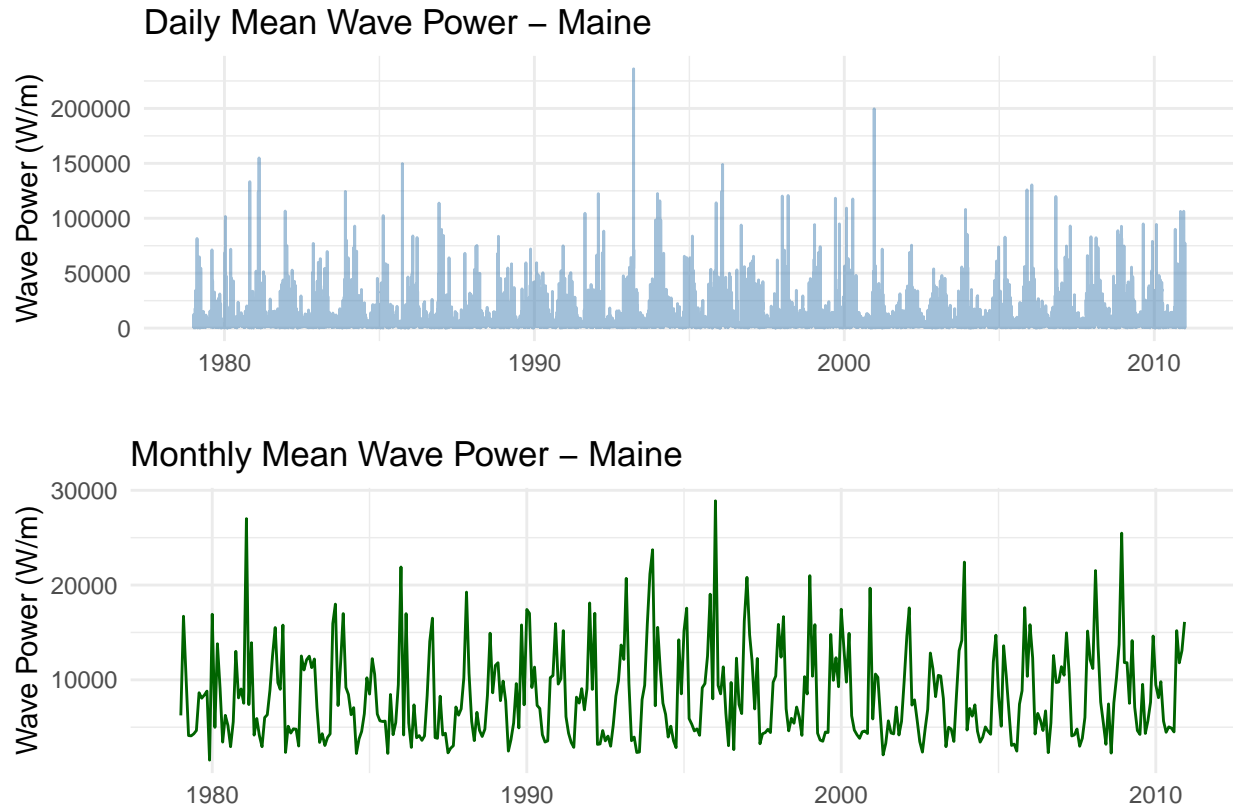 Daily Mean Wave Power – Maine
Wave Power (W/m)
200000
150000
100000
50000
0
1980 1990 2000 2010
Monthly Mean Wave Power – Maine
Wave Power (W/m)
30000
20000
10000
1980 1990 2000 2010